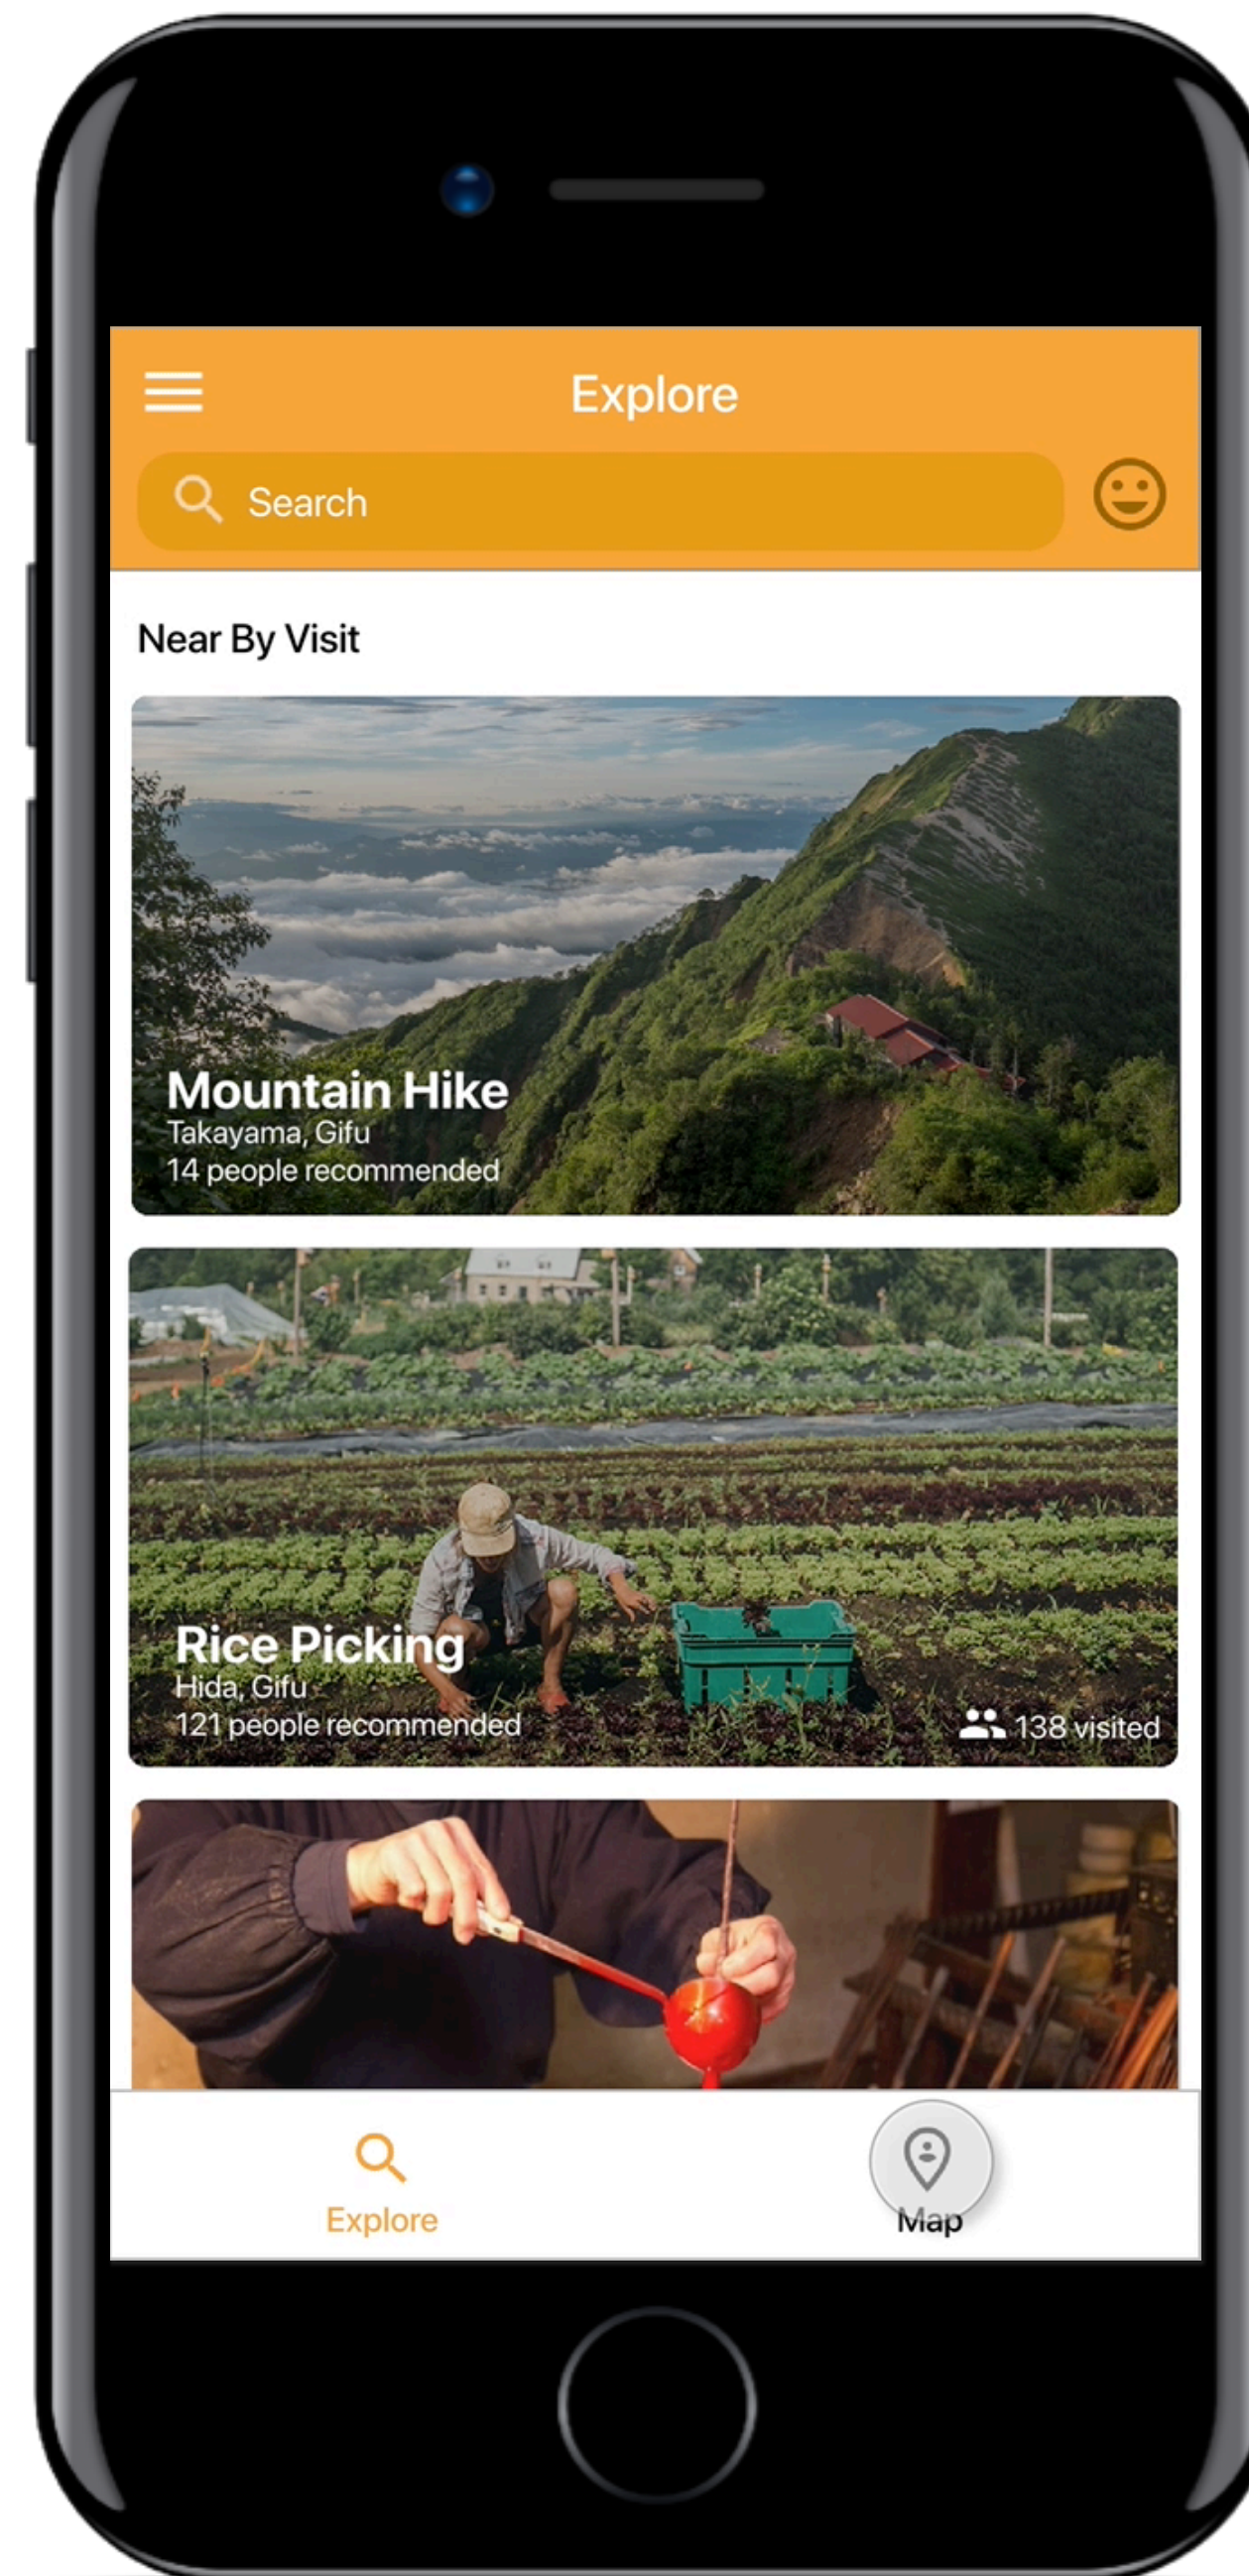 Explore
Search
Near By Visit
Mountain Hike
Takayama, Gifu
14 people recommended
Rice Picking
Hida, Gifu
121 people recommended
138 visited
Explore
Map